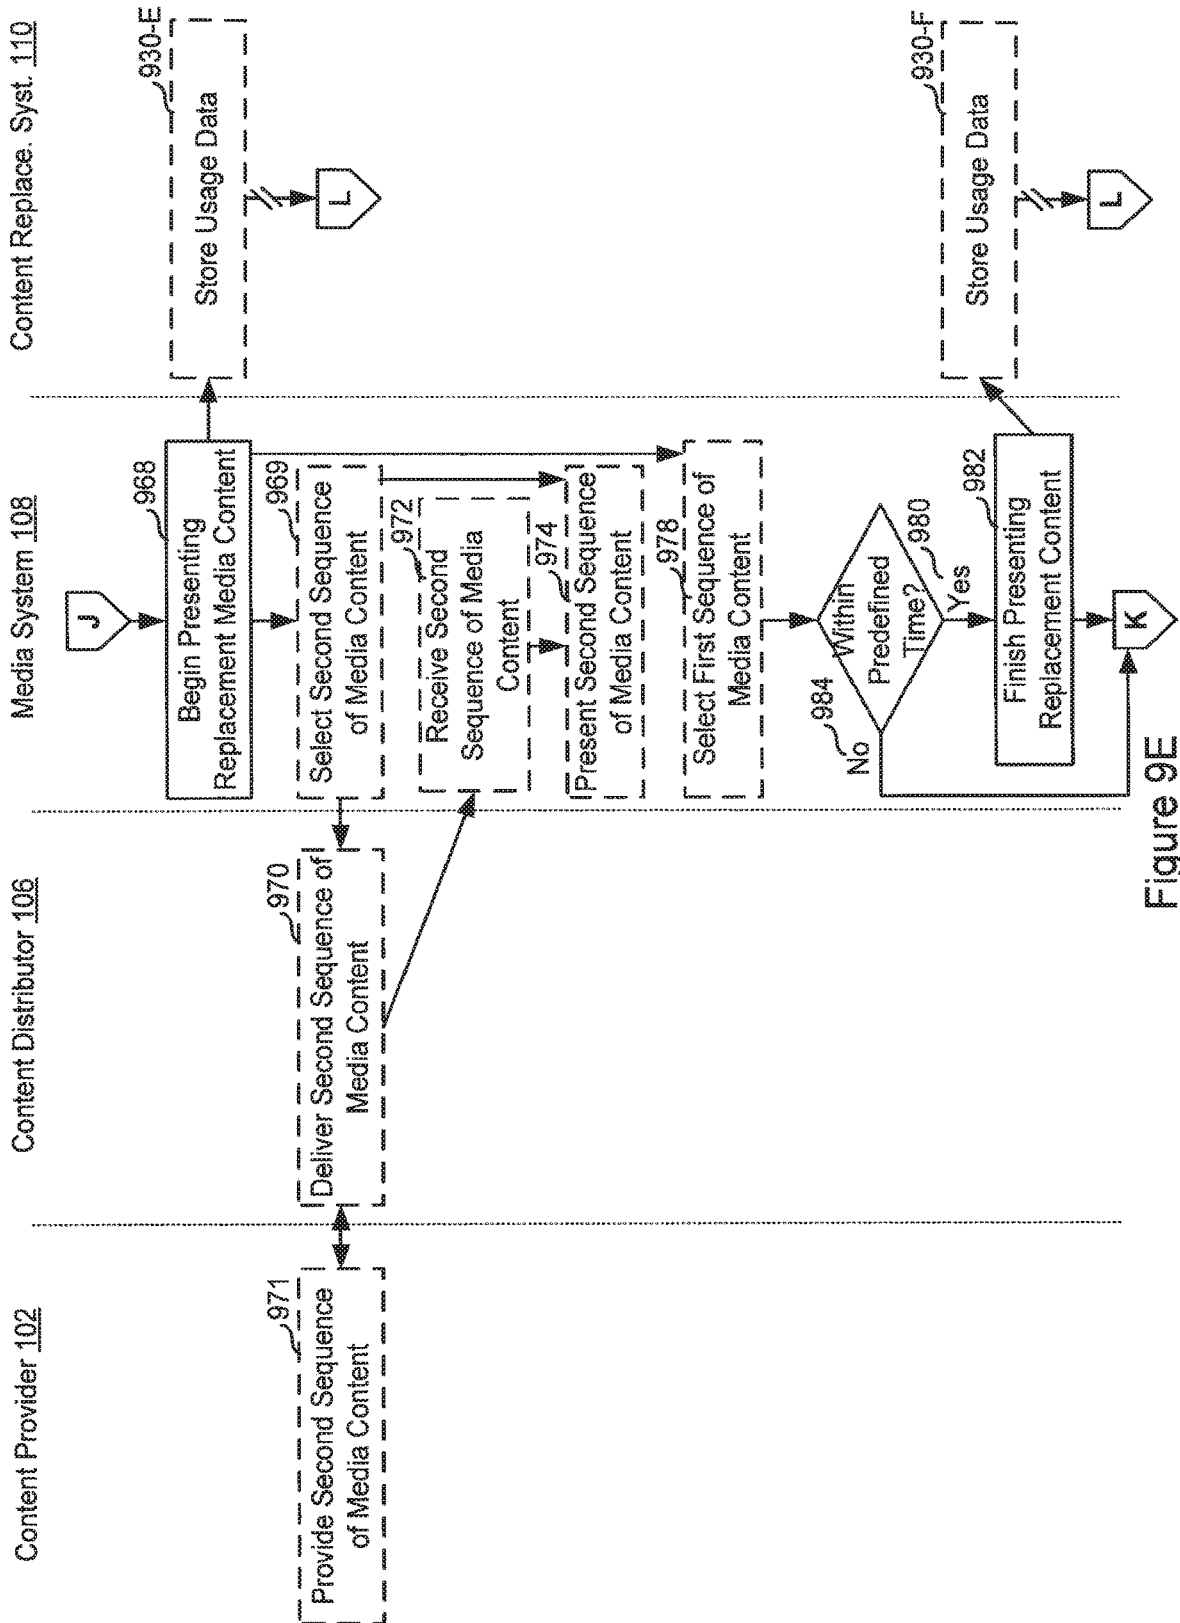 Content Provider 102
Content Distributor 106
Media System 108
Content Replace. Syst. 110
J
968
Begin Presenting
Replacement Media Content
930-E
Store Usage Data
L
971
Provide Second Sequence
of Media Content
970
Deliver Second Sequence of
Media Content
969
Select Second Sequence
of Media Content
972
Receive Second
Sequence of Media
Content
974
Present Second Sequence
of Media Content
978
Select First Sequence of
Media Content
984
No
Within
Predefined
Time?
980
Yes
982
Finish Presenting
Replacement Content
930-F
Store Usage Data
L
K
Figure 9E